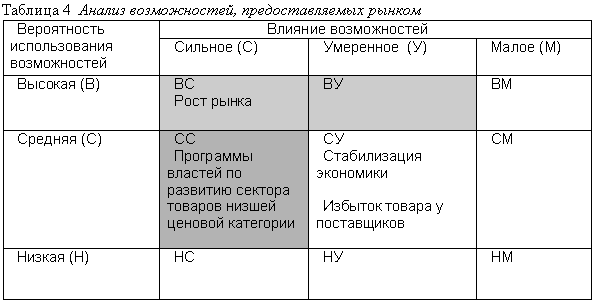 Таблица 4 Анализ возможностей, предоставляемых рынком
Вероятность использования возможностей
Влияние возможностей
Сильное (С)
Умеренное (У)
Малое (М)
Высокая (В)
ВС
Рост рынка
ВУ
ВМ
Средняя (С)
СС
Программы
властей по
развитию сектора
товаров низшей
ценовой категории
СУ
Стабилизация
экономики
Избыток товара у
поставщиков
СМ
Низкая (Н)
НС
НУ
НМ